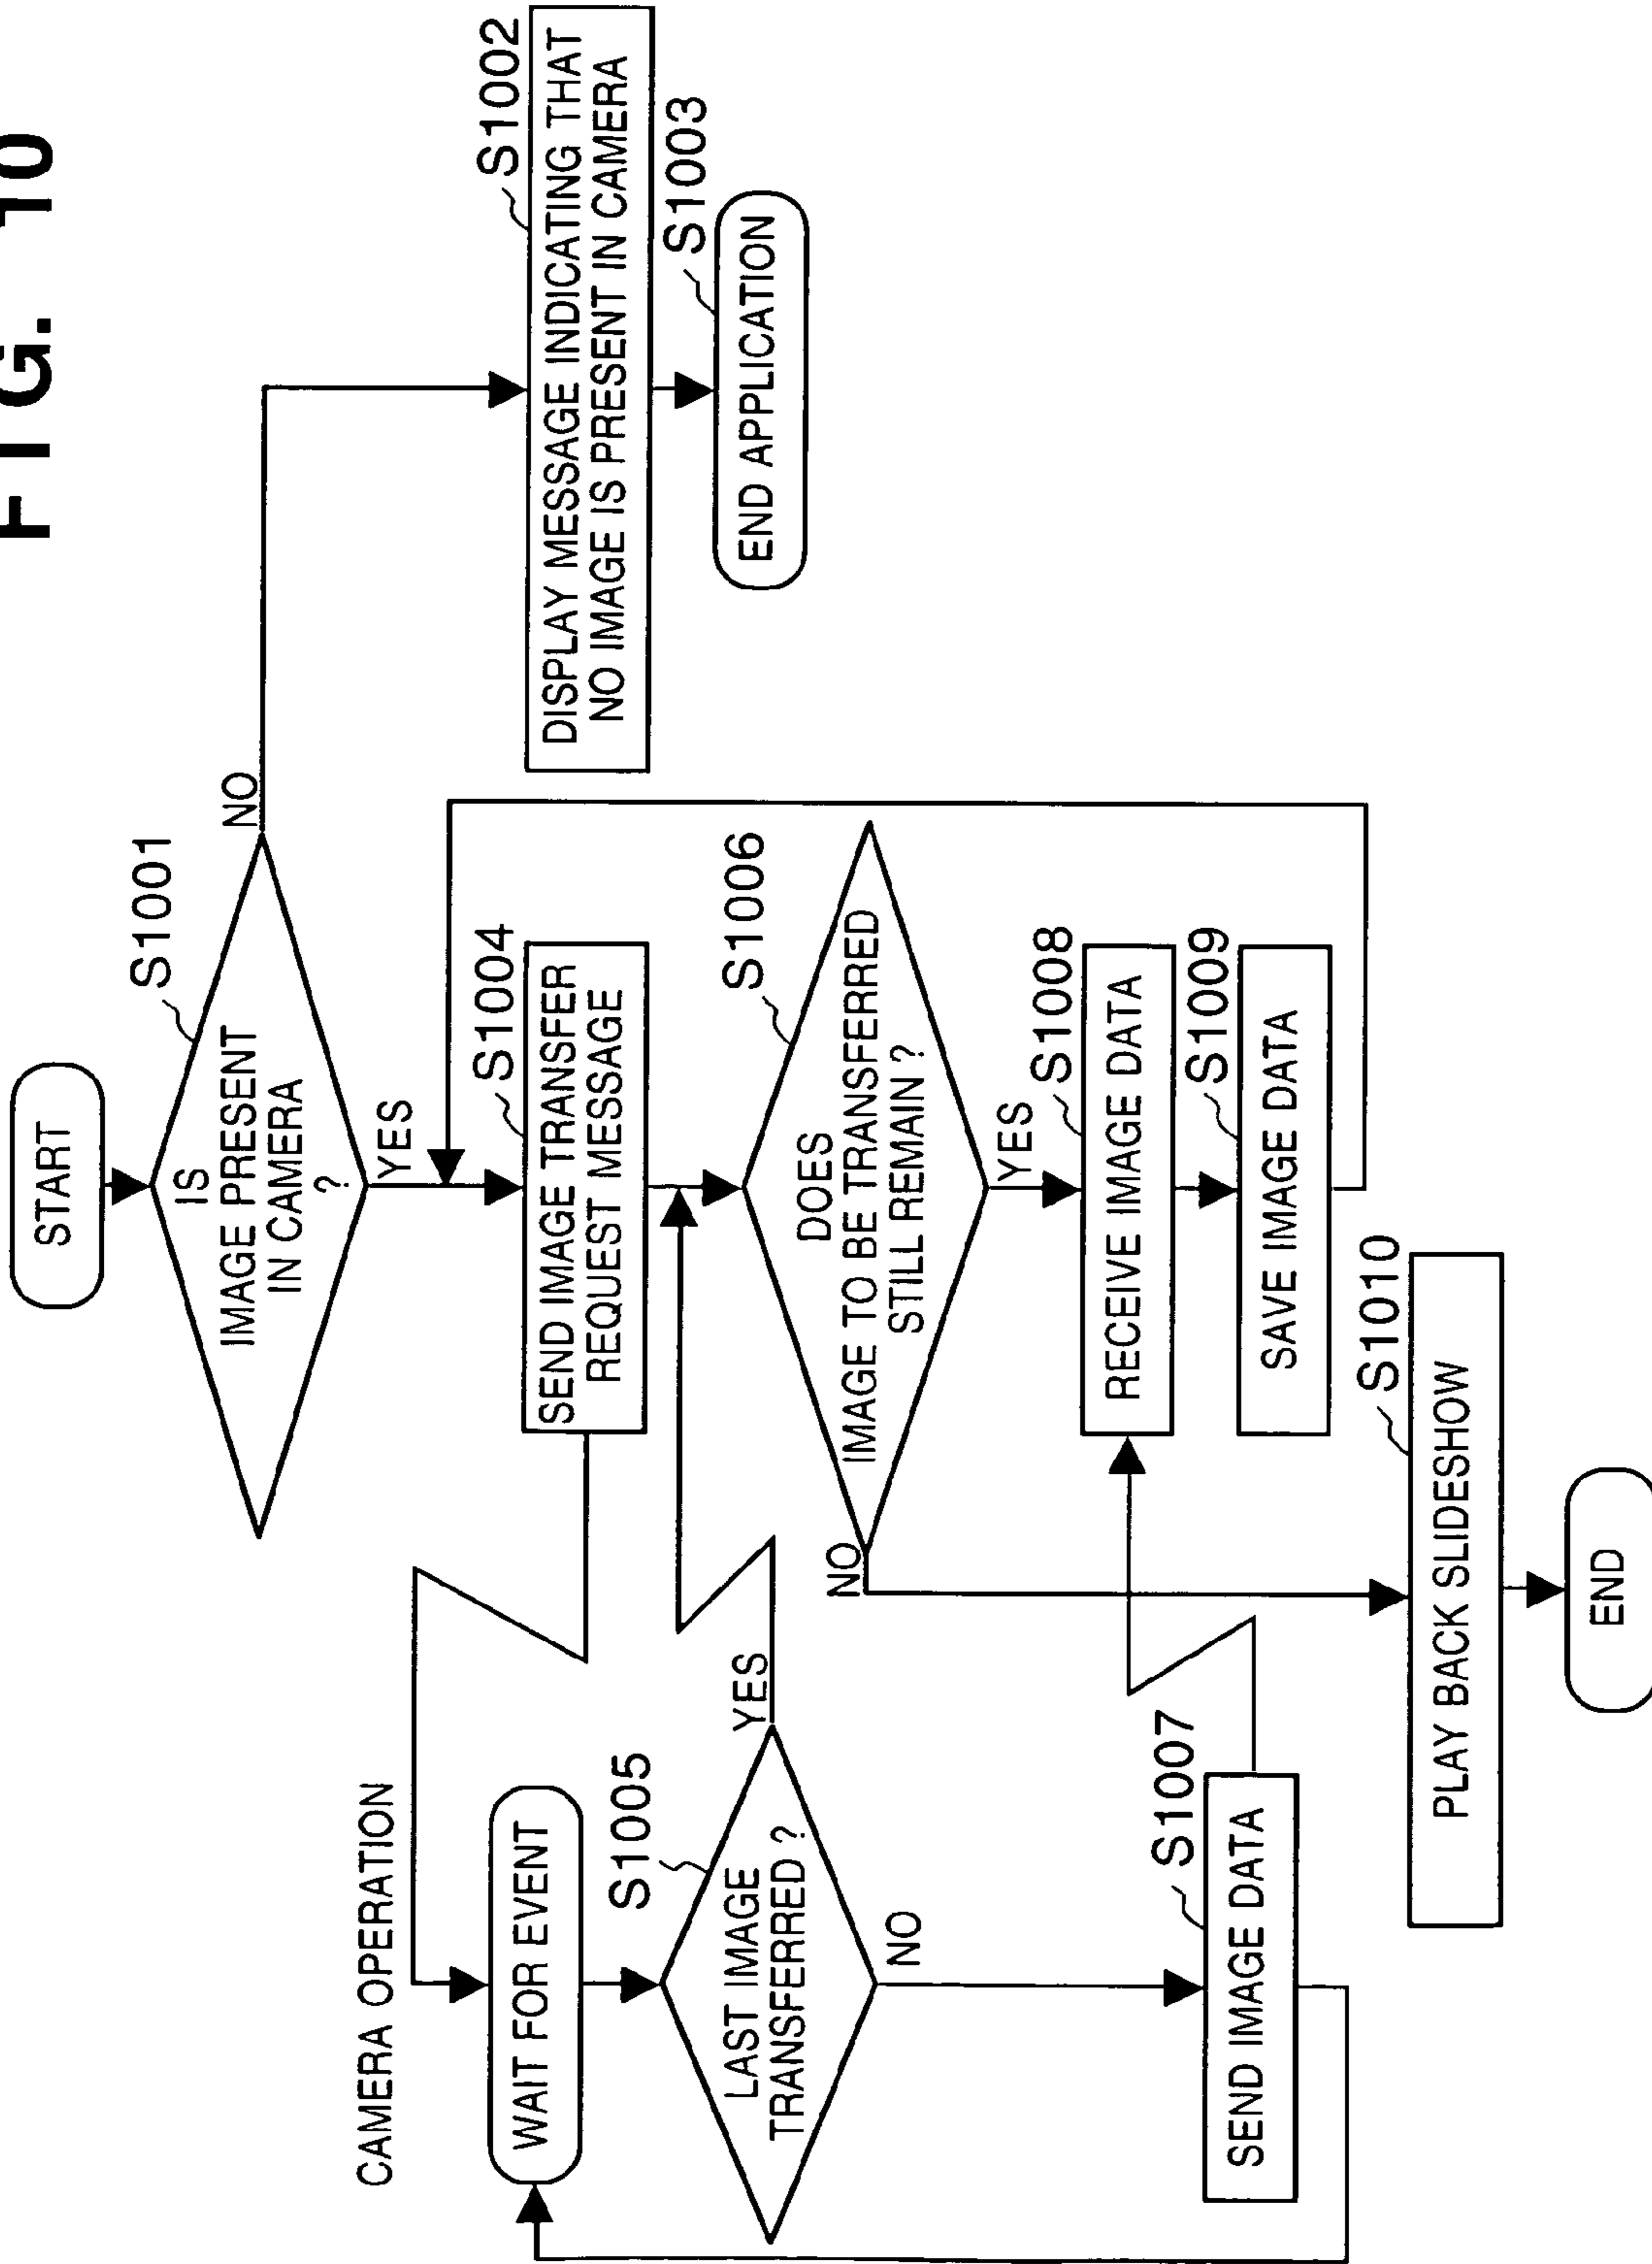 FIG. 10
START
S1001
IS
IMAGE PRESENT
IN CAMERA
?
NO
YES
S1002
DISPLAY MESSAGE INDICATING THAT
NO IMAGE IS PRESENT IN CAMERA
S1003
END APPLICATION
S1004
SEND IMAGE TRANSFER
REQUEST MESSAGE
CAMERA OPERATION
WAIT FOR EVENT
S1005
LAST IMAGE
TRANSFERRED ?
YES
NO
S1006
DOES
IMAGE TO BE TRANSFERRED
STILL REMAIN ?
NO
YES
S1007
SEND IMAGE DATA
S1008
RECEIVE IMAGE DATA
S1009
SAVE IMAGE DATA
S1010
PLAY BACK SLIDESHOW
END